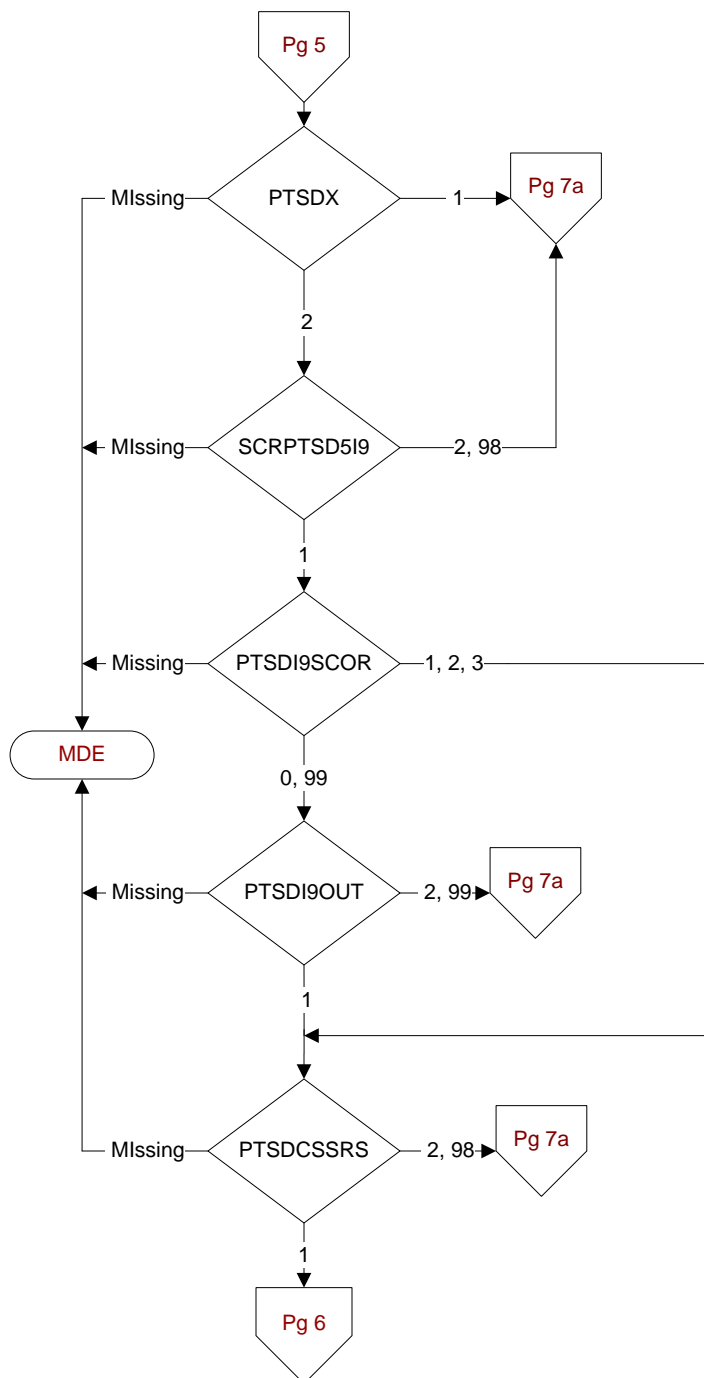 Pg 5
MIssing
PTSDX
1
Pg 7a
2
MIssing
SCRPTSD5I9
2, 98
1
Missing
PTSDI9SCOR
1, 2, 3
MDE
0, 99
Missing
PTSDI9OUT
2, 99
Pg 7a
1
MIssing
PTSDCSSRS
2, 98
Pg 7a
1
Pg 6